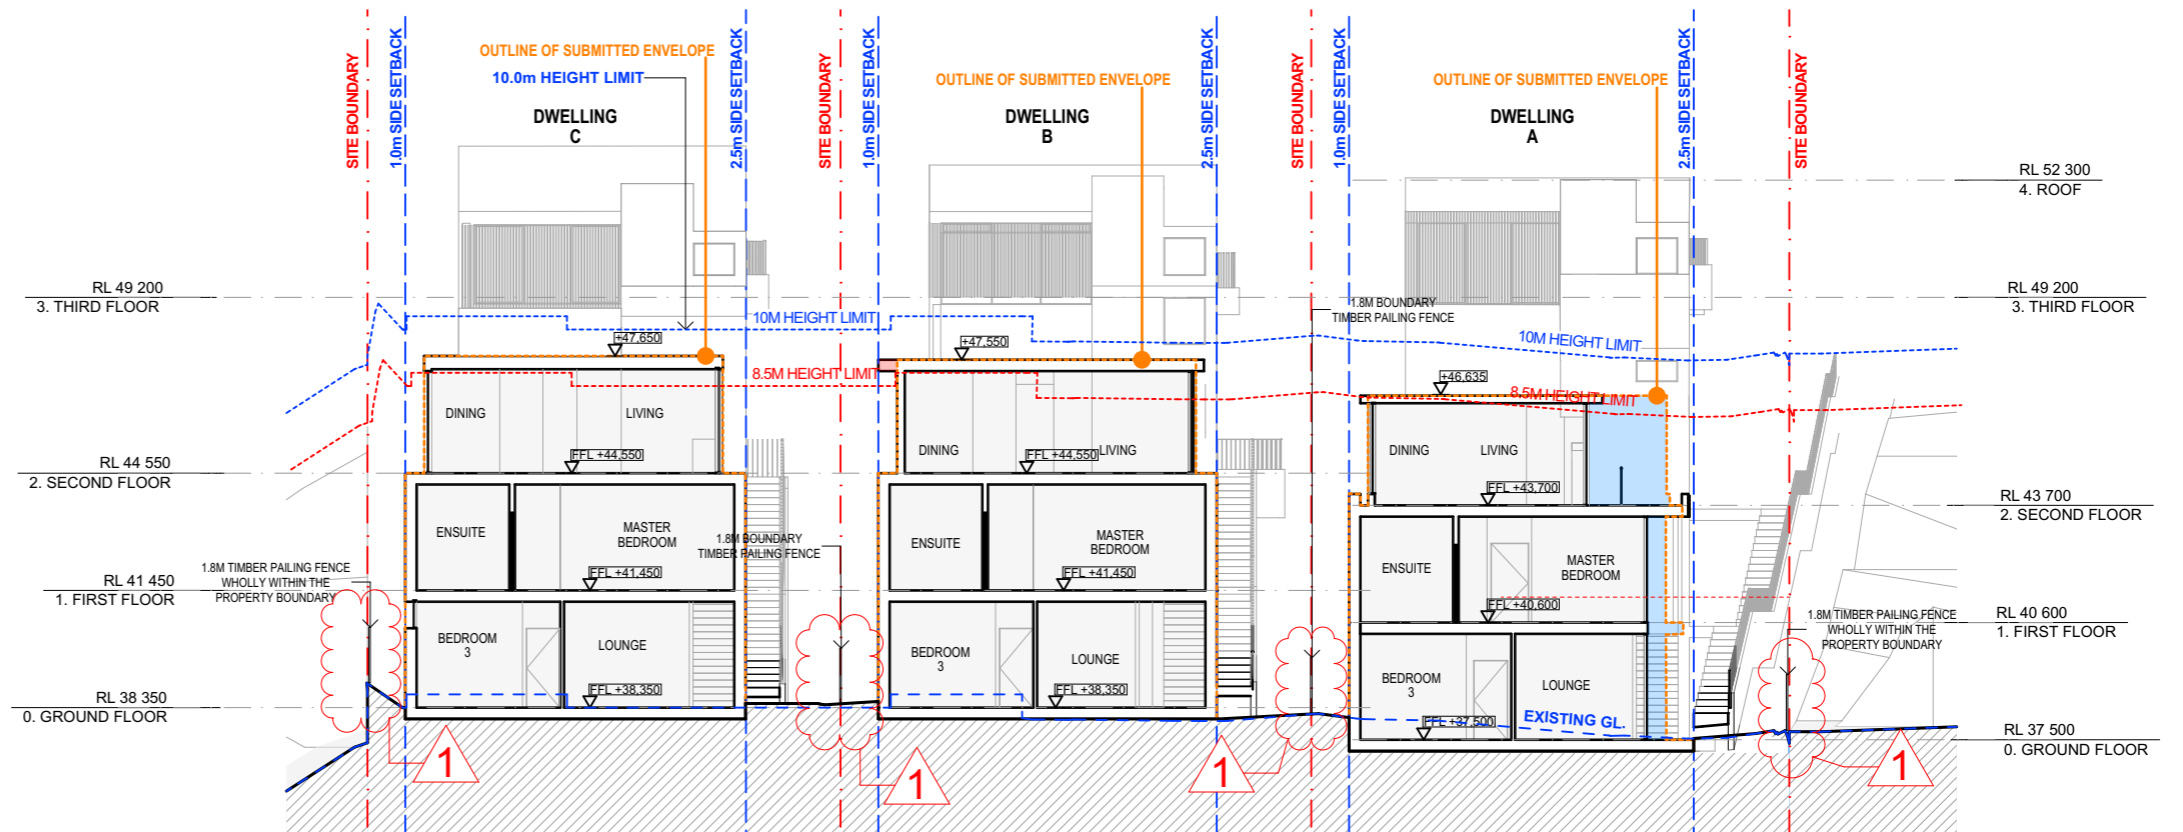 SITE BOUNDARY
1.0m SIDE SETBACK
OUTLINE OF SUBMITTED ENVELOPE
10.0m HEIGHT LIMIT
DWELLING
C
2.5m SIDE SETBACK
SITE BOUNDARY
1.0m SIDE SETBACK
OUTLINE OF SUBMITTED ENVELOPE
DWELLING
B
2.5m SIDE SETBACK
SITE BOUNDARY
1.0m SIDE SETBACK
OUTLINE OF SUBMITTED ENVELOPE
DWELLING
A
2.5m SIDE SETBACK
SITE BOUNDARY
RL 52 300
4. ROOF
RL 49 200
3. THIRD FLOOR
RL 49 200
3. THIRD FLOOR
1.8M BOUNDARY
TIMBER PAILING FENCE
10M HEIGHT LIMIT
10M HEIGHT LIMIT
+47,650
+47,550
8.5M HEIGHT LIMIT
+46,635
8.5M HEIGHT LIMIT
DINING
LIVING
FFL +44,550
DINING
LIVING
FFL +44,550
DINING
LIVING
FFL +43,700
RL 44 550
2. SECOND FLOOR
RL 43 700
2. SECOND FLOOR
ENSUITE
MASTER
BEDROOM
FFL +41,450
1.8M BOUNDARY
TIMBER PAILING FENCE
ENSUITE
MASTER
BEDROOM
FFL +41,450
ENSUITE
MASTER
BEDROOM
FFL +40,600
1.8M TIMBER PAILING FENCE
WHOLLY WITHIN THE
PROPERTY BOUNDARY
RL 41 450
1. FIRST FLOOR
1.8M TIMBER PAILING FENCE
WHOLLY WITHIN THE
PROPERTY BOUNDARY
RL 40 600
1. FIRST FLOOR
BEDROOM
3
LOUNGE
FFL +38,350
BEDROOM
3
LOUNGE
FFL +38,350
BEDROOM
3
LOUNGE
FFL +37,500
EXISTING GL.
RL 38 350
0. GROUND FLOOR
RL 37 500
0. GROUND FLOOR
1
1
1
1